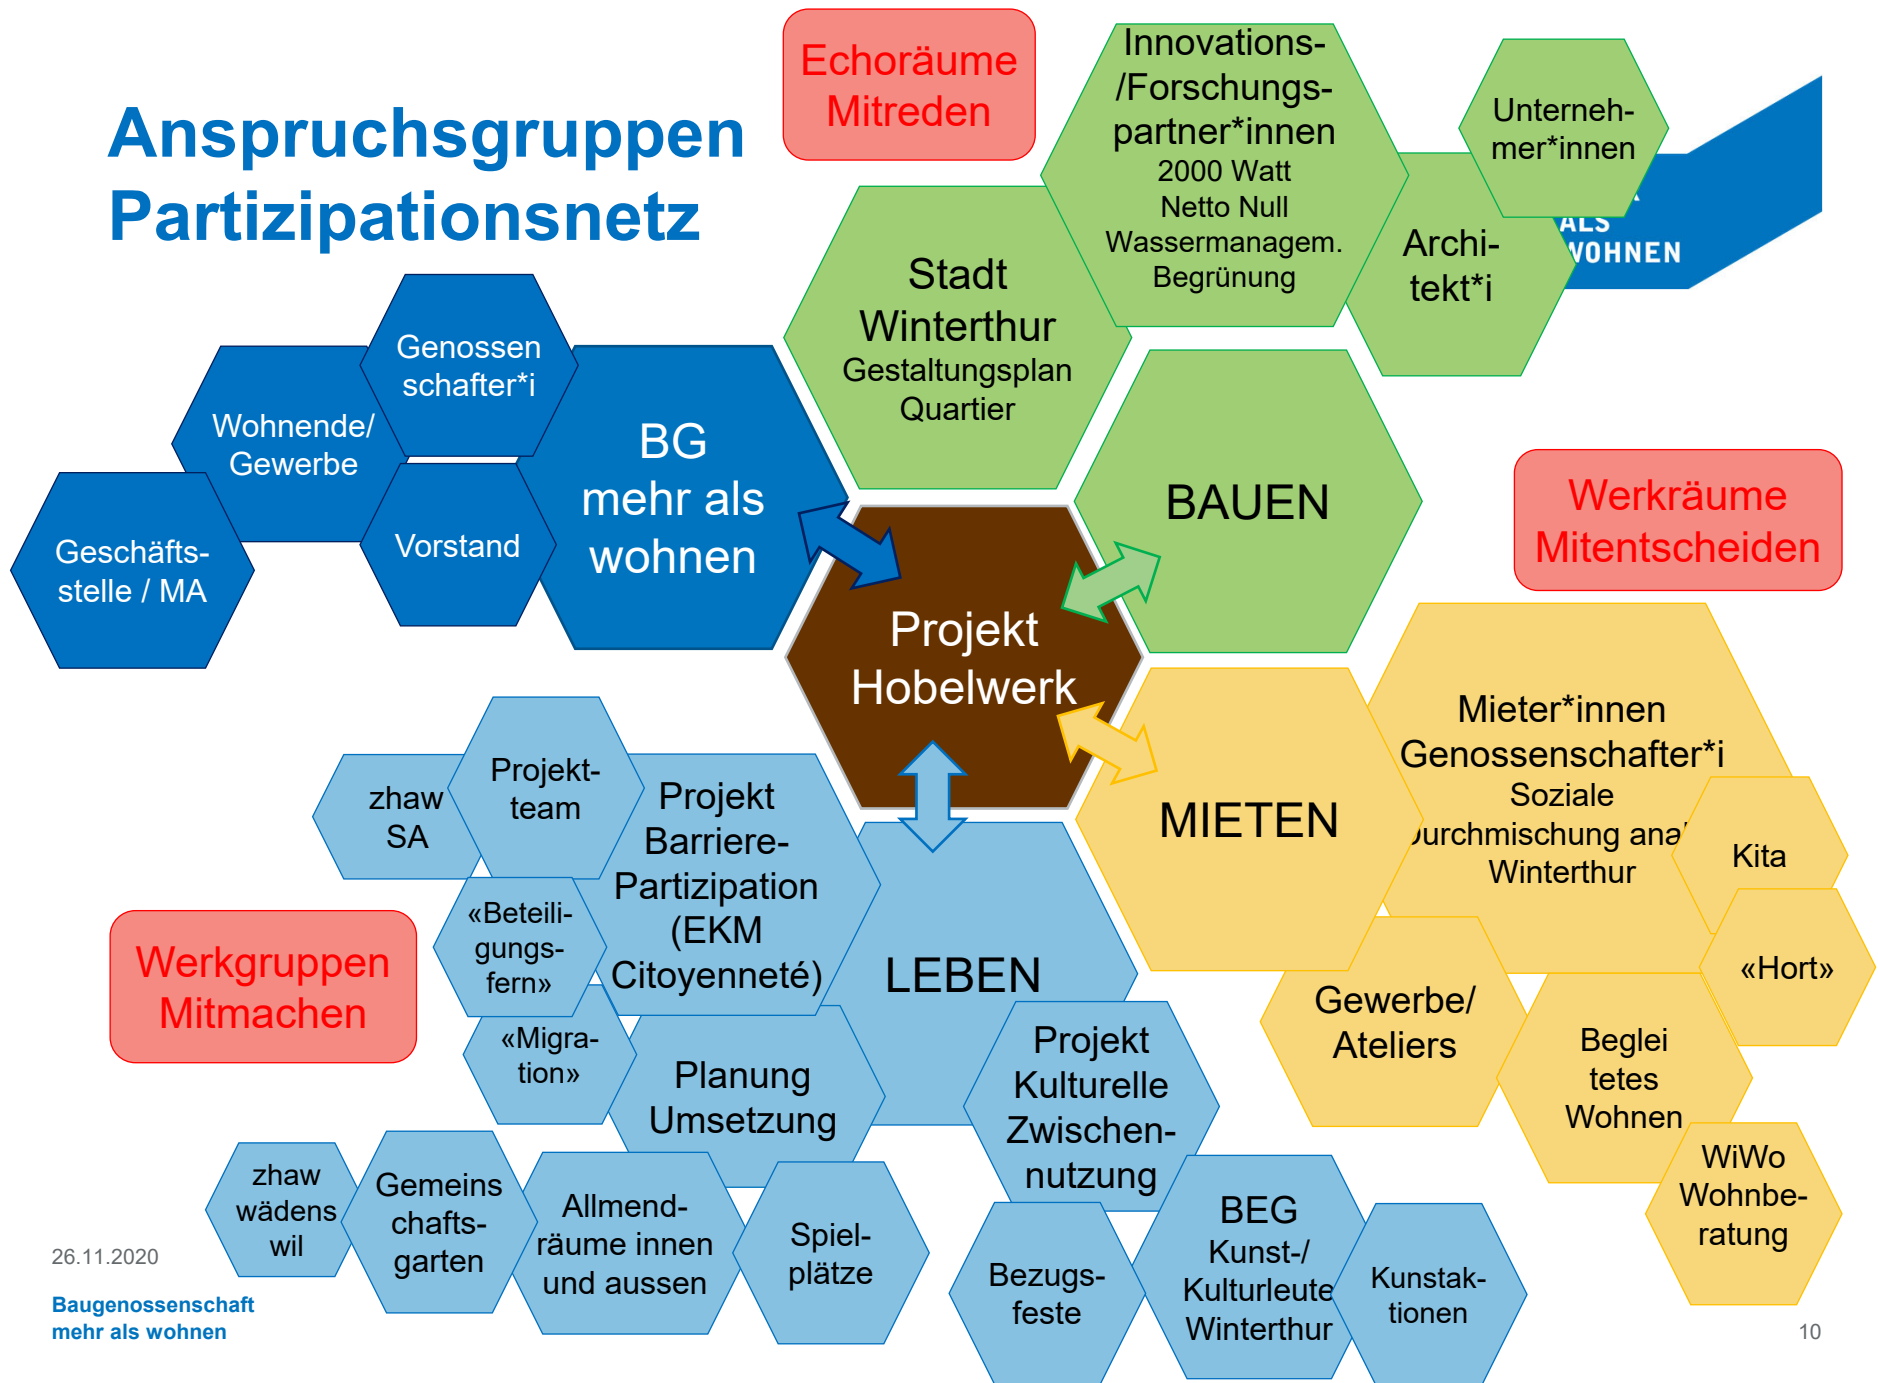 Anspruchsgruppen
Partizipationsnetz
Echoräume
Mitreden
Innovations-
/Forschungs-
partner*innen
2000 Watt
Netto Null
Wassermanagem.
Begrünung
Unterneh-
mer*innen
Archi-
tekt*i
ALS
WOHNEN
Stadt
Winterthur
Gestaltungsplan
Quartier
Genossen
schafter*i
Wohnende/
Gewerbe
Geschäfts-
stelle / MA
Vorstand
BG
mehr als
wohnen
BAUEN
Werkräume
Mitentscheiden
Projekt
Hobelwerk
MIETEN
Mieter*innen
Genossenschafter*i
Soziale
Durchmischung anal
Winterthur
Kita
«Hort»
Gewerbe/
Ateliers
Beglei
tetes
Wohnen
WiWo
Wohnbe-
ratung
zhaw
SA
Projekt-
team
Projekt
Barriere-
Partizipation
(EKM
Citoyenneté)
«Beteili-
gungs-
fern»
«Migra-
tion»
Werkgruppen
Mitmachen
LEBEN
Planung
Umsetzung
Projekt
Kulturelle
Zwischen-
nutzung
zhaw
wädens
wil
Gemeins
chafts-
garten
Allmend-
räume innen
und aussen
Spiel-
plätze
Bezugs-
feste
BEG
Kunst-/
Kulturleute
Winterthur
Kunstak-
tionen
26.11.2020
Baugenossenschaft
mehr als wohnen
10